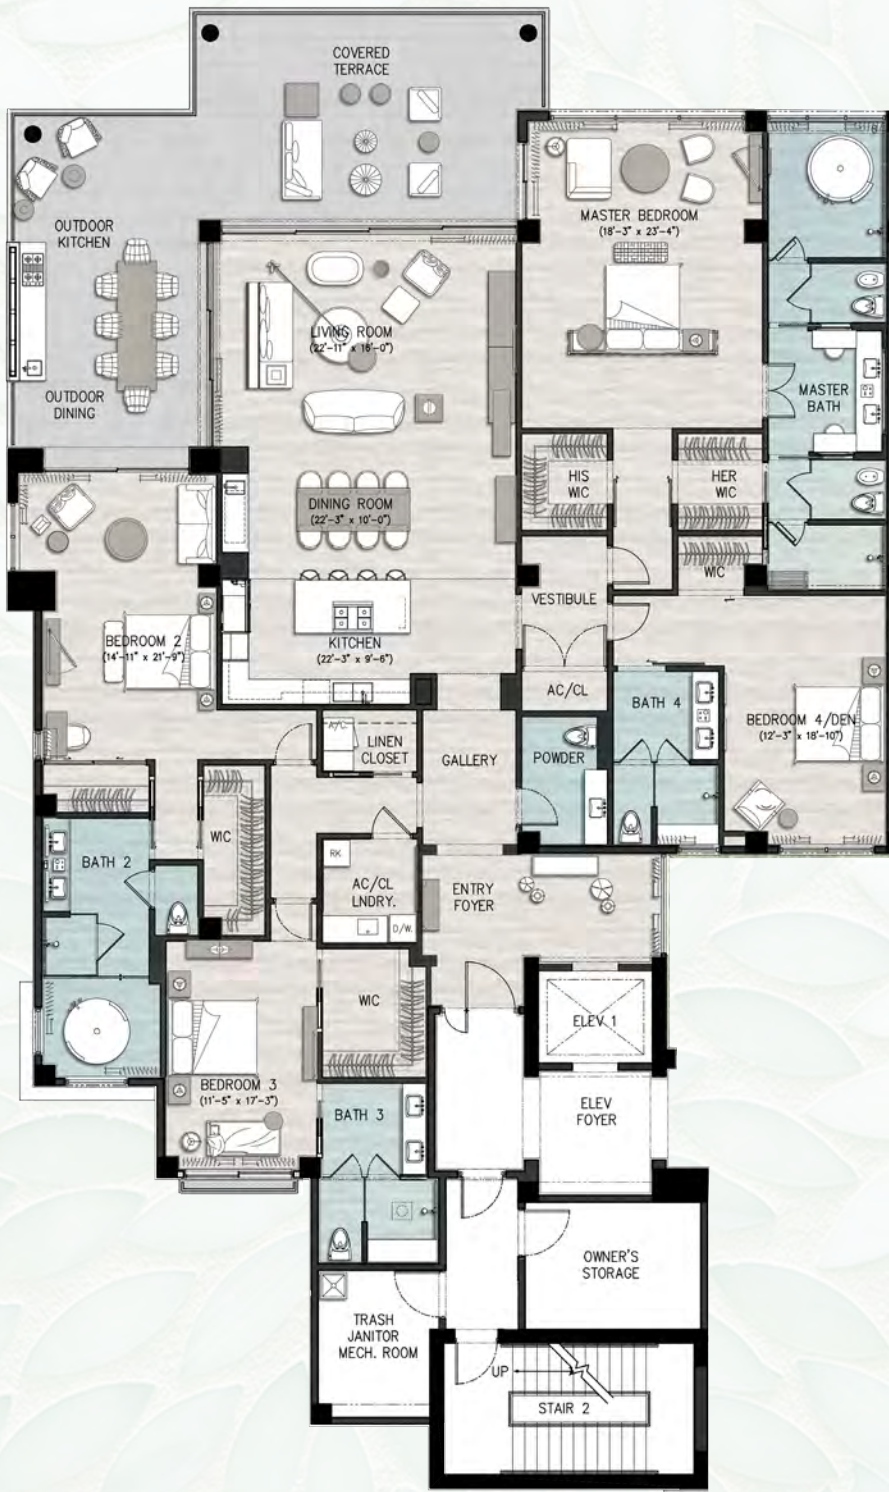 COVERED
TERRACE
OUTDOOR
KITCHEN
MASTER BEDROOM
(18'-3" x 23'-4")
LIVING ROOM
(22'-11" x 16'-0")
OUTDOOR
DINING
MASTER
BATH
HIS
WIC
HER
WIC
DINING ROOM
(22'-3" x 10'-0")
WIC
VESTIBULE
BEDROOM 2
(14'-11" x 21'-9")
KITCHEN
(22'-3" x 9'-6")
AC/CL
BATH 4
BEDROOM 4/DEN
(12'-3" x 18'-10")
A/C
LINEN
CLOSET
GALLERY
POWDER
WIC
BATH 2
RK
AC/CL
LNDRY.
D/W.
ENTRY
FOYER
WIC
ELEV 1
BEDROOM 3
(11'-5" x 17'-3")
BATH 3
ELEV
FOYER
OWNER'S
STORAGE
TRASH
JANITOR
MECH. ROOM
UP
STAIR 2